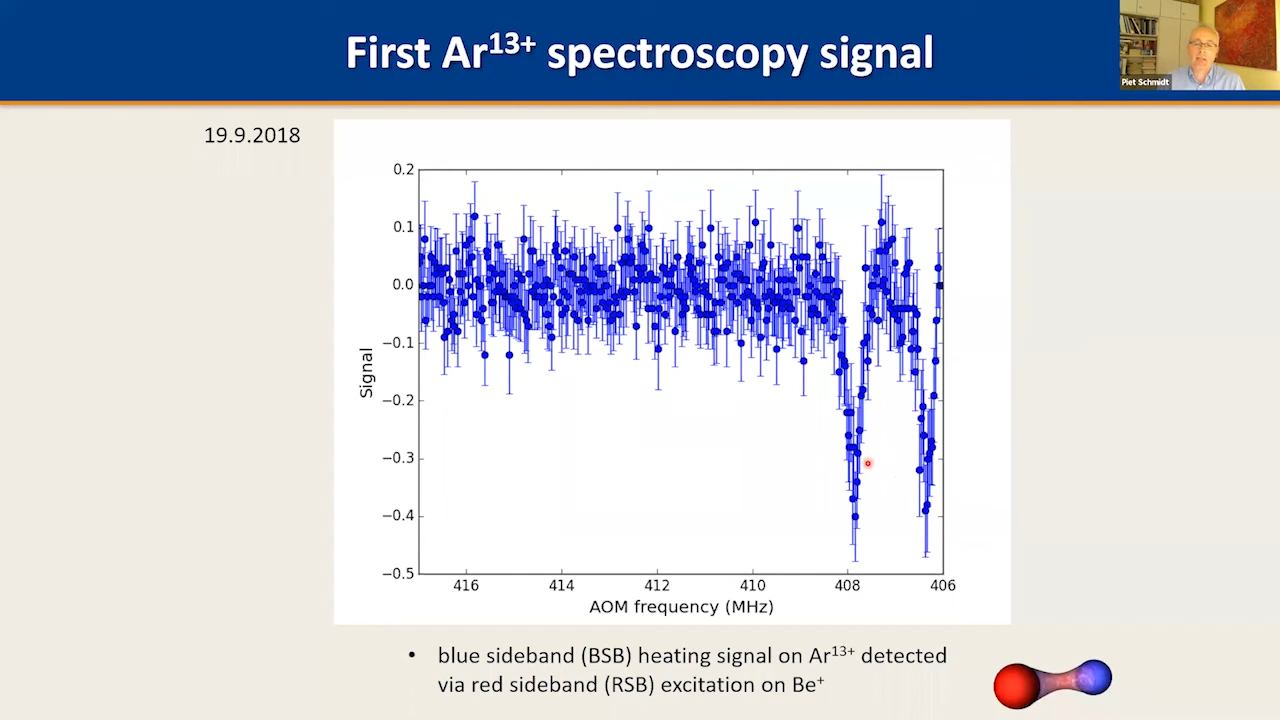 First Ar13+ spectroscopy signal
Piet Schmidt
19.9.2018
0.2
0.1
0.0
−0.1
−0.2
−0.3
−0.4
−0.5
Signal
416 414 412 410 408 406
AOM frequency (MHz)
• blue sideband (BSB) heating signal on Ar13+ detected
via red sideband (RSB) excitation on Be+